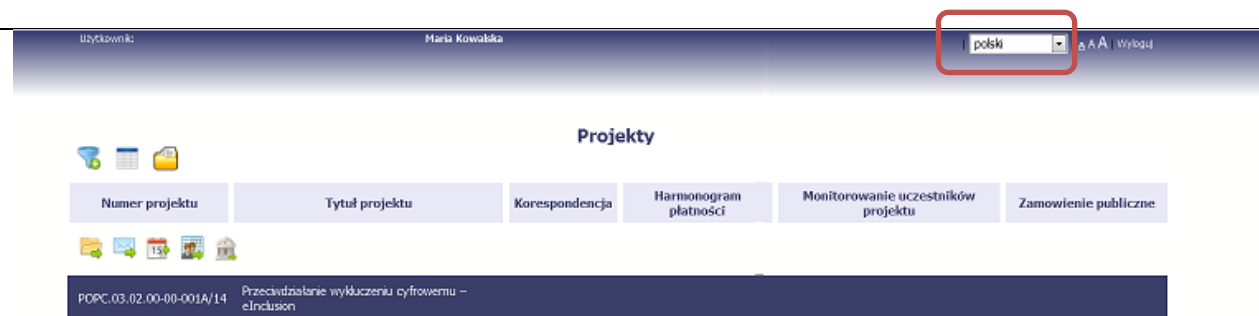 Użytkownik: Maria Kowalska | polski A A A | Wyloguj
Projekty
Numer projektu Tytuł projektu Korespondencja Harmonogram płatności Monitorowanie uczestników projektu Zamowienie publiczne
15
POPC.03.02.00-00-001A/14 Przeciwdziałanie wykluczeniu cyfrowemu –
eInclusion